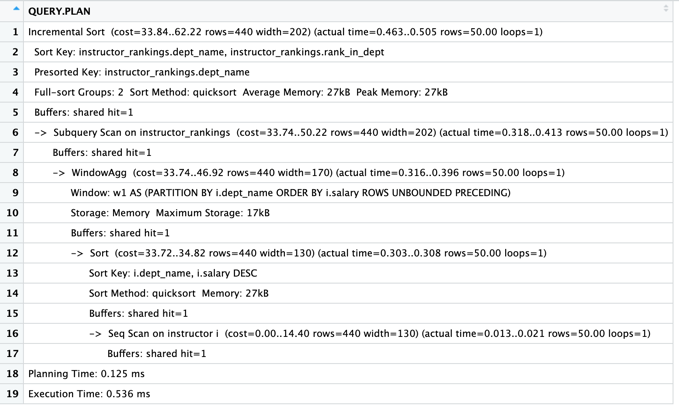 QUERY.PLAN
1 Incremental Sort (cost=33.84..62.22 rows=440 width=202) (actual time=0.463..0.505 rows=50.00 loops=1)
2 Sort Key: instructor_rankings.dept_name, instructor_rankings.rank_in_dept
3 Presorted Key: instructor_rankings.dept_name
4 Full-sort Groups: 2 Sort Method: quicksort Average Memory: 27kB Peak Memory: 27kB
5 Buffers: shared hit=1
6 -> Subquery Scan on instructor_rankings (cost=33.74..50.22 rows=440 width=202) (actual time=0.318..0.413 rows=50.00 loops=1)
7 Buffers: shared hit=1
8 -> WindowAgg (cost=33.74..46.92 rows=440 width=170) (actual time=0.316..0.396 rows=50.00 loops=1)
9 Window: w1 AS (PARTITION BY i.dept_name ORDER BY i.salary ROWS UNBOUNDED PRECEDING)
10 Storage: Memory Maximum Storage: 17kB
11 Buffers: shared hit=1
12 -> Sort (cost=33.72..34.82 rows=440 width=130) (actual time=0.303..0.308 rows=50.00 loops=1)
13 Sort Key: i.dept_name, i.salary DESC
14 Sort Method: quicksort Memory: 27kB
15 Buffers: shared hit=1
16 -> Seq Scan on instructor i (cost=0.00..14.40 rows=440 width=130) (actual time=0.013..0.021 rows=50.00 loops=1)
17 Buffers: shared hit=1
18 Planning Time: 0.125 ms
19 Execution Time: 0.536 ms